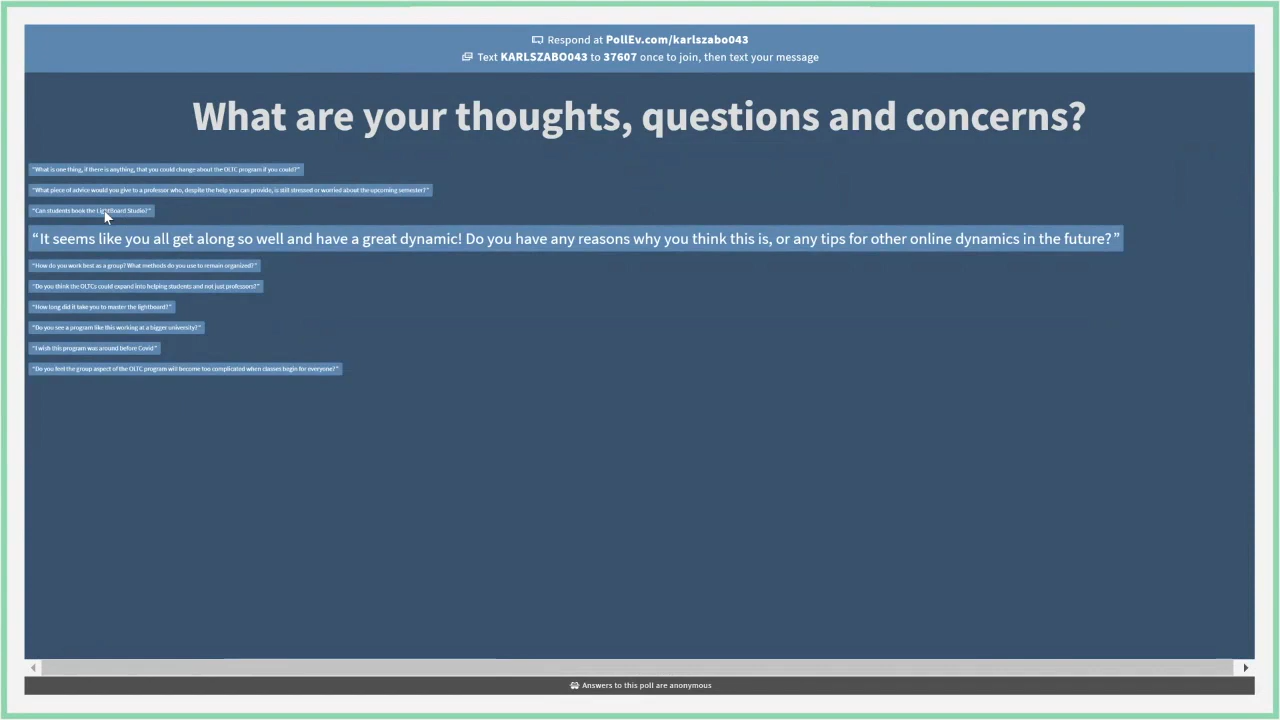 Respond at PollEv.com/karlszabo043
Text KARLSZABO043 to 37607 once to join, then text your message
What are your thoughts, questions and concerns?
“What is one thing, if there is anything, that you could change about the OLTC program if you could?”
“What piece of advice would you give to a professor who, despite the help you can provide, is still stressed or worried about the upcoming semester?”
“Can students book the LightBoard Studio?”
“It seems like you all get along so well and have a great dynamic! Do you have any reasons why you think this is, or any tips for other online dynamics in the future?”
“How do you work best as a group? What methods do you use to remain organized?”
“Do you think the OLTCs could expand into helping students and not just professors?”
“How long did it take you to master the lightboard?”
“Do you see a program like this working at a bigger university?”
“I wish this program was around before Covid”
“Do you feel the group aspect of the OLTC program will become too complicated when classes begin for everyone?”
Answers to this poll are anonymous